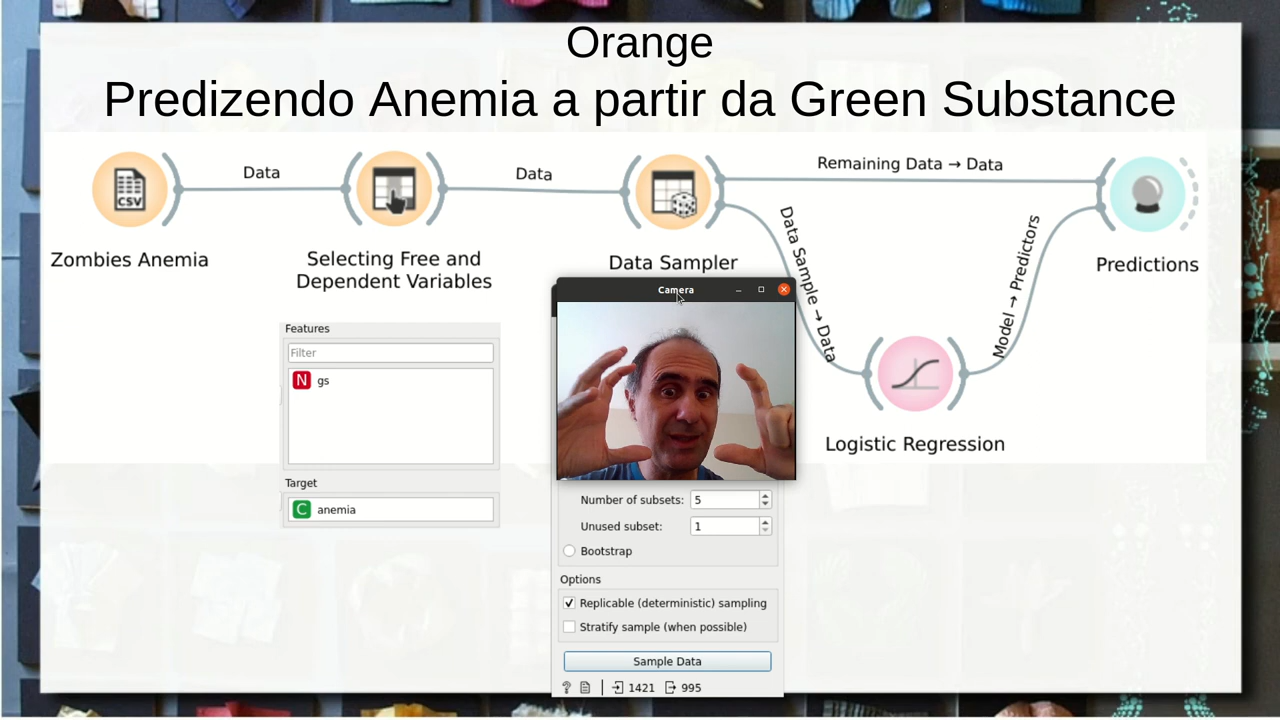 Orange
Predizendo Anemia a partir da Green Substance
Data
Data
Remaining Data → Data
CSV
Data Sample → Data
Model → Predictors
Zombies Anemia
Selecting Free and
Dependent Variables
Data Sampler
Predictions
Camera
Logistic Regression
Features
Filter
N gs
Target
C anemia
Number of subsets: 5
Unused subset: 1
Bootstrap
Options
Replicable (deterministic) sampling
Stratify sample (when possible)
Sample Data
? 1421 995